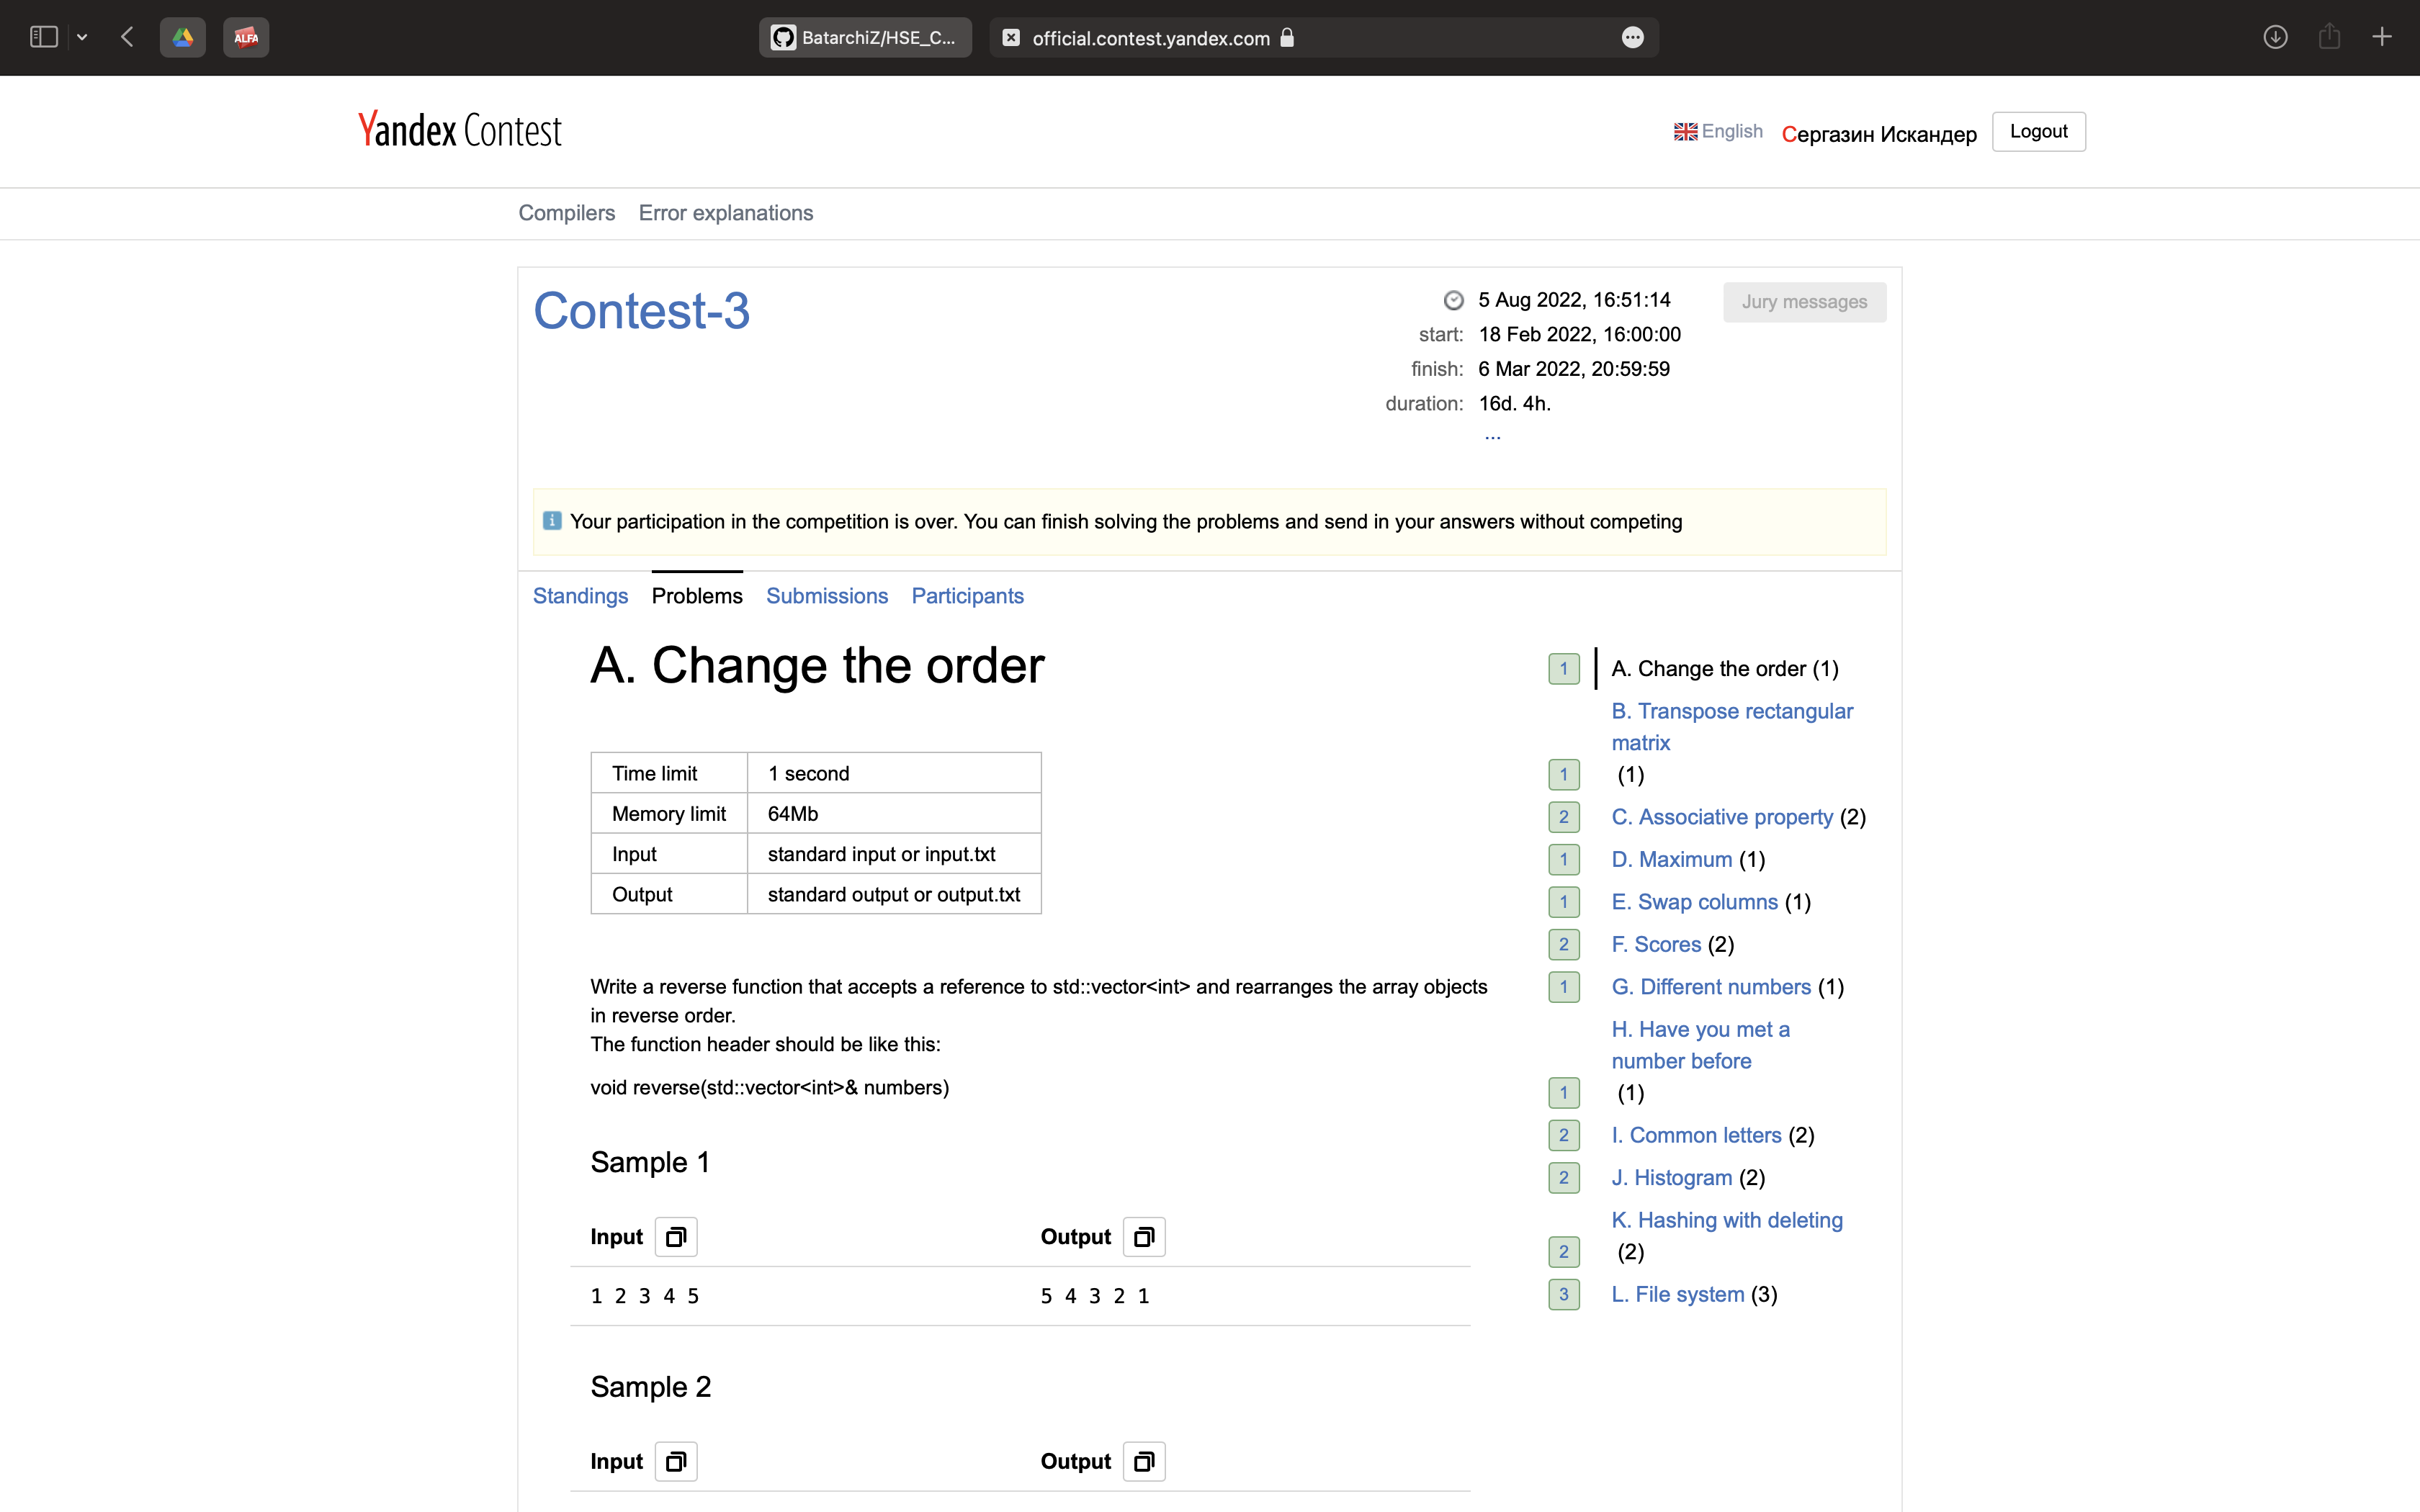 ALFA
BatarchiZ/HSE_C...
official.contest.yandex.com
Yandex Contest
English
Сергазин Искандер
Logout
Compilers
Error explanations
Contest-3
5 Aug 2022, 16:51:14
start: 18 Feb 2022, 16:00:00
finish: 6 Mar 2022, 20:59:59
duration: 16d. 4h.
...
Jury messages
Your participation in the competition is over. You can finish solving the problems and send in your answers without competing
Standings
Problems
Submissions
Participants
A. Change the order
Time limit 1 second
Memory limit 64Mb
Input standard input or input.txt
Output standard output or output.txt
Write a reverse function that accepts a reference to std::vector<int> and rearranges the array objects
in reverse order.
The function header should be like this:
void reverse(std::vector<int>& numbers)
Sample 1
Input
Output
1 2 3 4 5
5 4 3 2 1
Sample 2
Input
Output
1 A. Change the order (1)
B. Transpose rectangular
matrix
1 (1)
2 C. Associative property (2)
1 D. Maximum (1)
1 E. Swap columns (1)
2 F. Scores (2)
1 G. Different numbers (1)
H. Have you met a
number before
1 (1)
2 I. Common letters (2)
2 J. Histogram (2)
K. Hashing with deleting
2 (2)
3 L. File system (3)